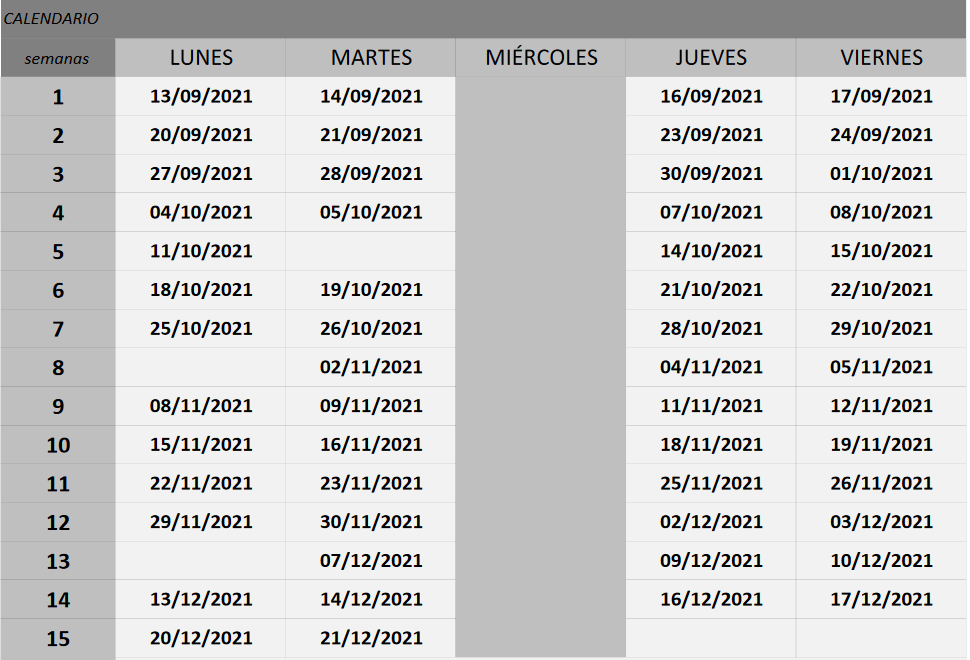 CALENDARIO
semanas LUNES MARTES MIÉRCOLES JUEVES VIERNES
1 13/09/2021 14/09/2021 16/09/2021 17/09/2021
2 20/09/2021 21/09/2021 23/09/2021 24/09/2021
3 27/09/2021 28/09/2021 30/09/2021 01/10/2021
4 04/10/2021 05/10/2021 07/10/2021 08/10/2021
5 11/10/2021 14/10/2021 15/10/2021
6 18/10/2021 19/10/2021 21/10/2021 22/10/2021
7 25/10/2021 26/10/2021 28/10/2021 29/10/2021
8 02/11/2021 04/11/2021 05/11/2021
9 08/11/2021 09/11/2021 11/11/2021 12/11/2021
10 15/11/2021 16/11/2021 18/11/2021 19/11/2021
11 22/11/2021 23/11/2021 25/11/2021 26/11/2021
12 29/11/2021 30/11/2021 02/12/2021 03/12/2021
13 07/12/2021 09/12/2021 10/12/2021
14 13/12/2021 14/12/2021 16/12/2021 17/12/2021
15 20/12/2021 21/12/2021